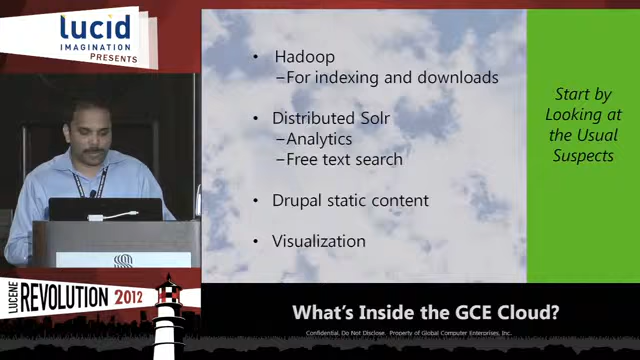 lucid
IMAGINATION
PRESENTS
• Hadoop
–For indexing and downloads
• Distributed Solr
–Analytics
–Free text search
• Drupal static content
• Visualization
Start by
Looking at
the Usual
Suspects
LUCENE
REVOLUTION 2012
What's Inside the GCE Cloud?
Confidential. Do Not Disclose. Property of Global Computer Enterprises, Inc.